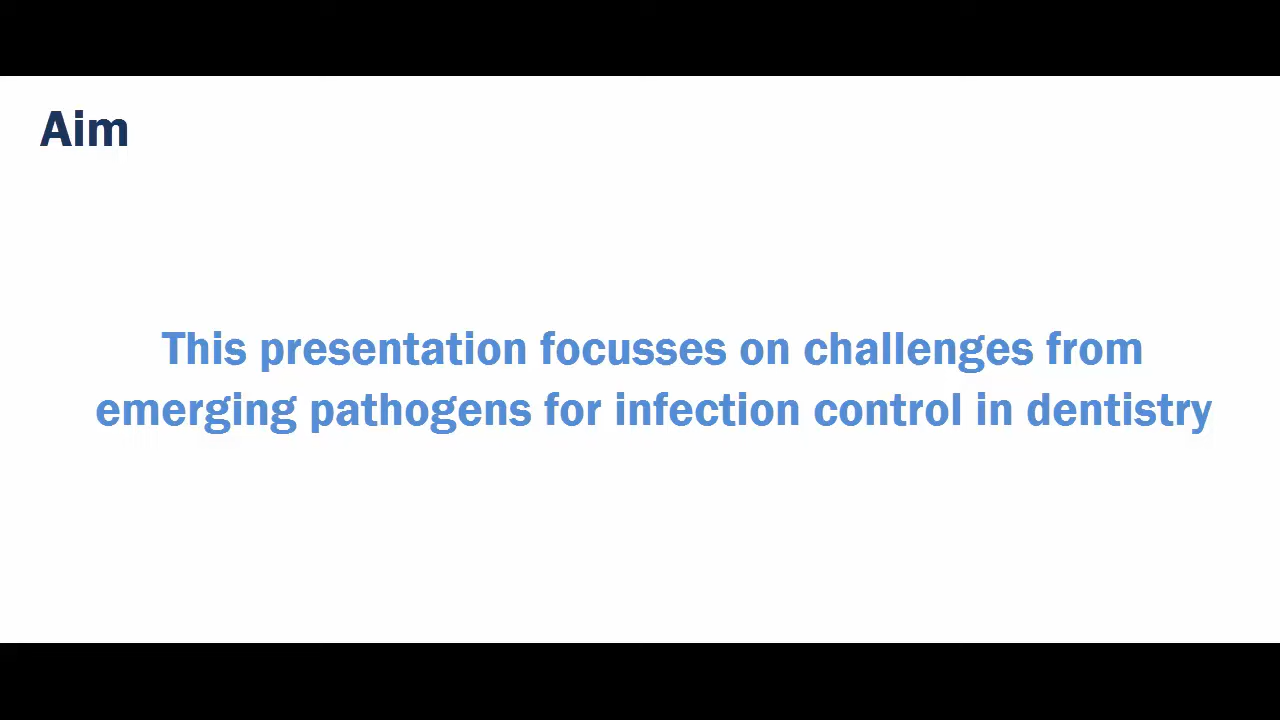 Aim
This presentation focusses on challenges from
emerging pathogens for infection control in dentistry